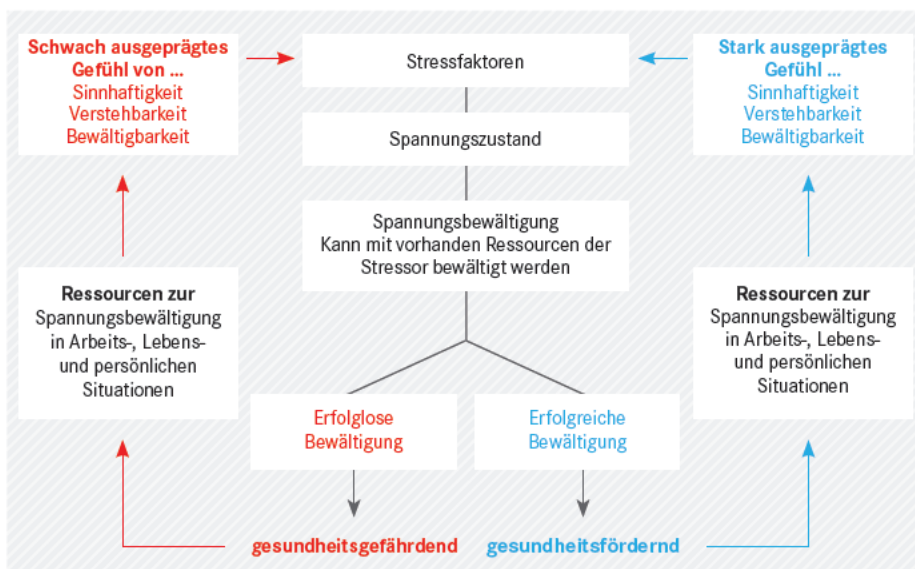 Schwach ausgeprägtes
Gefühl von ...
Sinnhaftigkeit
Verstehbarkeit
Bewältigbarkeit
Stressfaktoren
Stark ausgeprägtes
Gefühl ...
Sinnhaftigkeit
Verstehbarkeit
Bewältigbarkeit
Spannungszustand
Spannungsbewältigung
Kann mit vorhanden Ressourcen der
Stressor bewältigt werden
Ressourcen zur
Spannungsbewältigung
in Arbeits-, Lebens-
und persönlichen
Situationen
Ressourcen zur
Spannungsbewältigung
in Arbeits-, Lebens-
und persönlichen
Situationen
Erfolglose
Bewältigung
Erfolgreiche
Bewältigung
gesundheitsgefährdend
gesundheitsfördernd